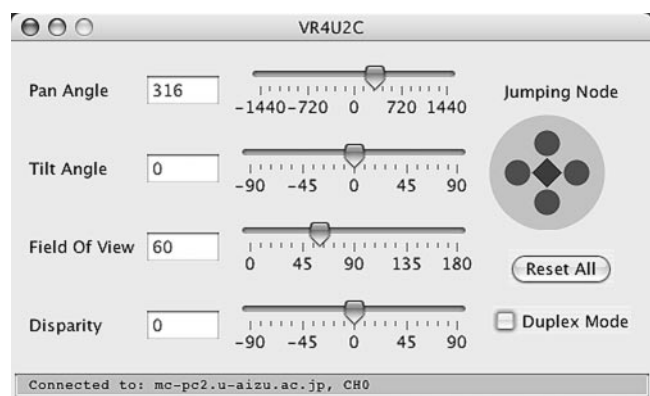 VR4U2C
Pan Angle 316
-1440 -720 0 720 1440
Jumping Node
Tilt Angle 0
-90 -45 0 45 90
Field Of View 60
0 45 90 135 180
Reset All
Disparity 0
-90 -45 0 45 90
Duplex Mode
Connected to: mc-pc2.u-aizu.ac.jp, CH0